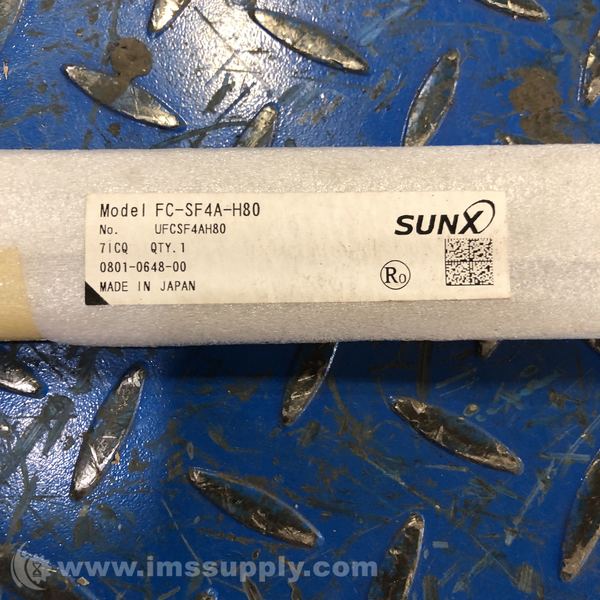 Model FC-SF4A-H80
No. UFCSF4AH80
7ICQ QTY.1
0801-0648-00
MADE IN JAPAN
SUNX
Ro
www.imssupply.com